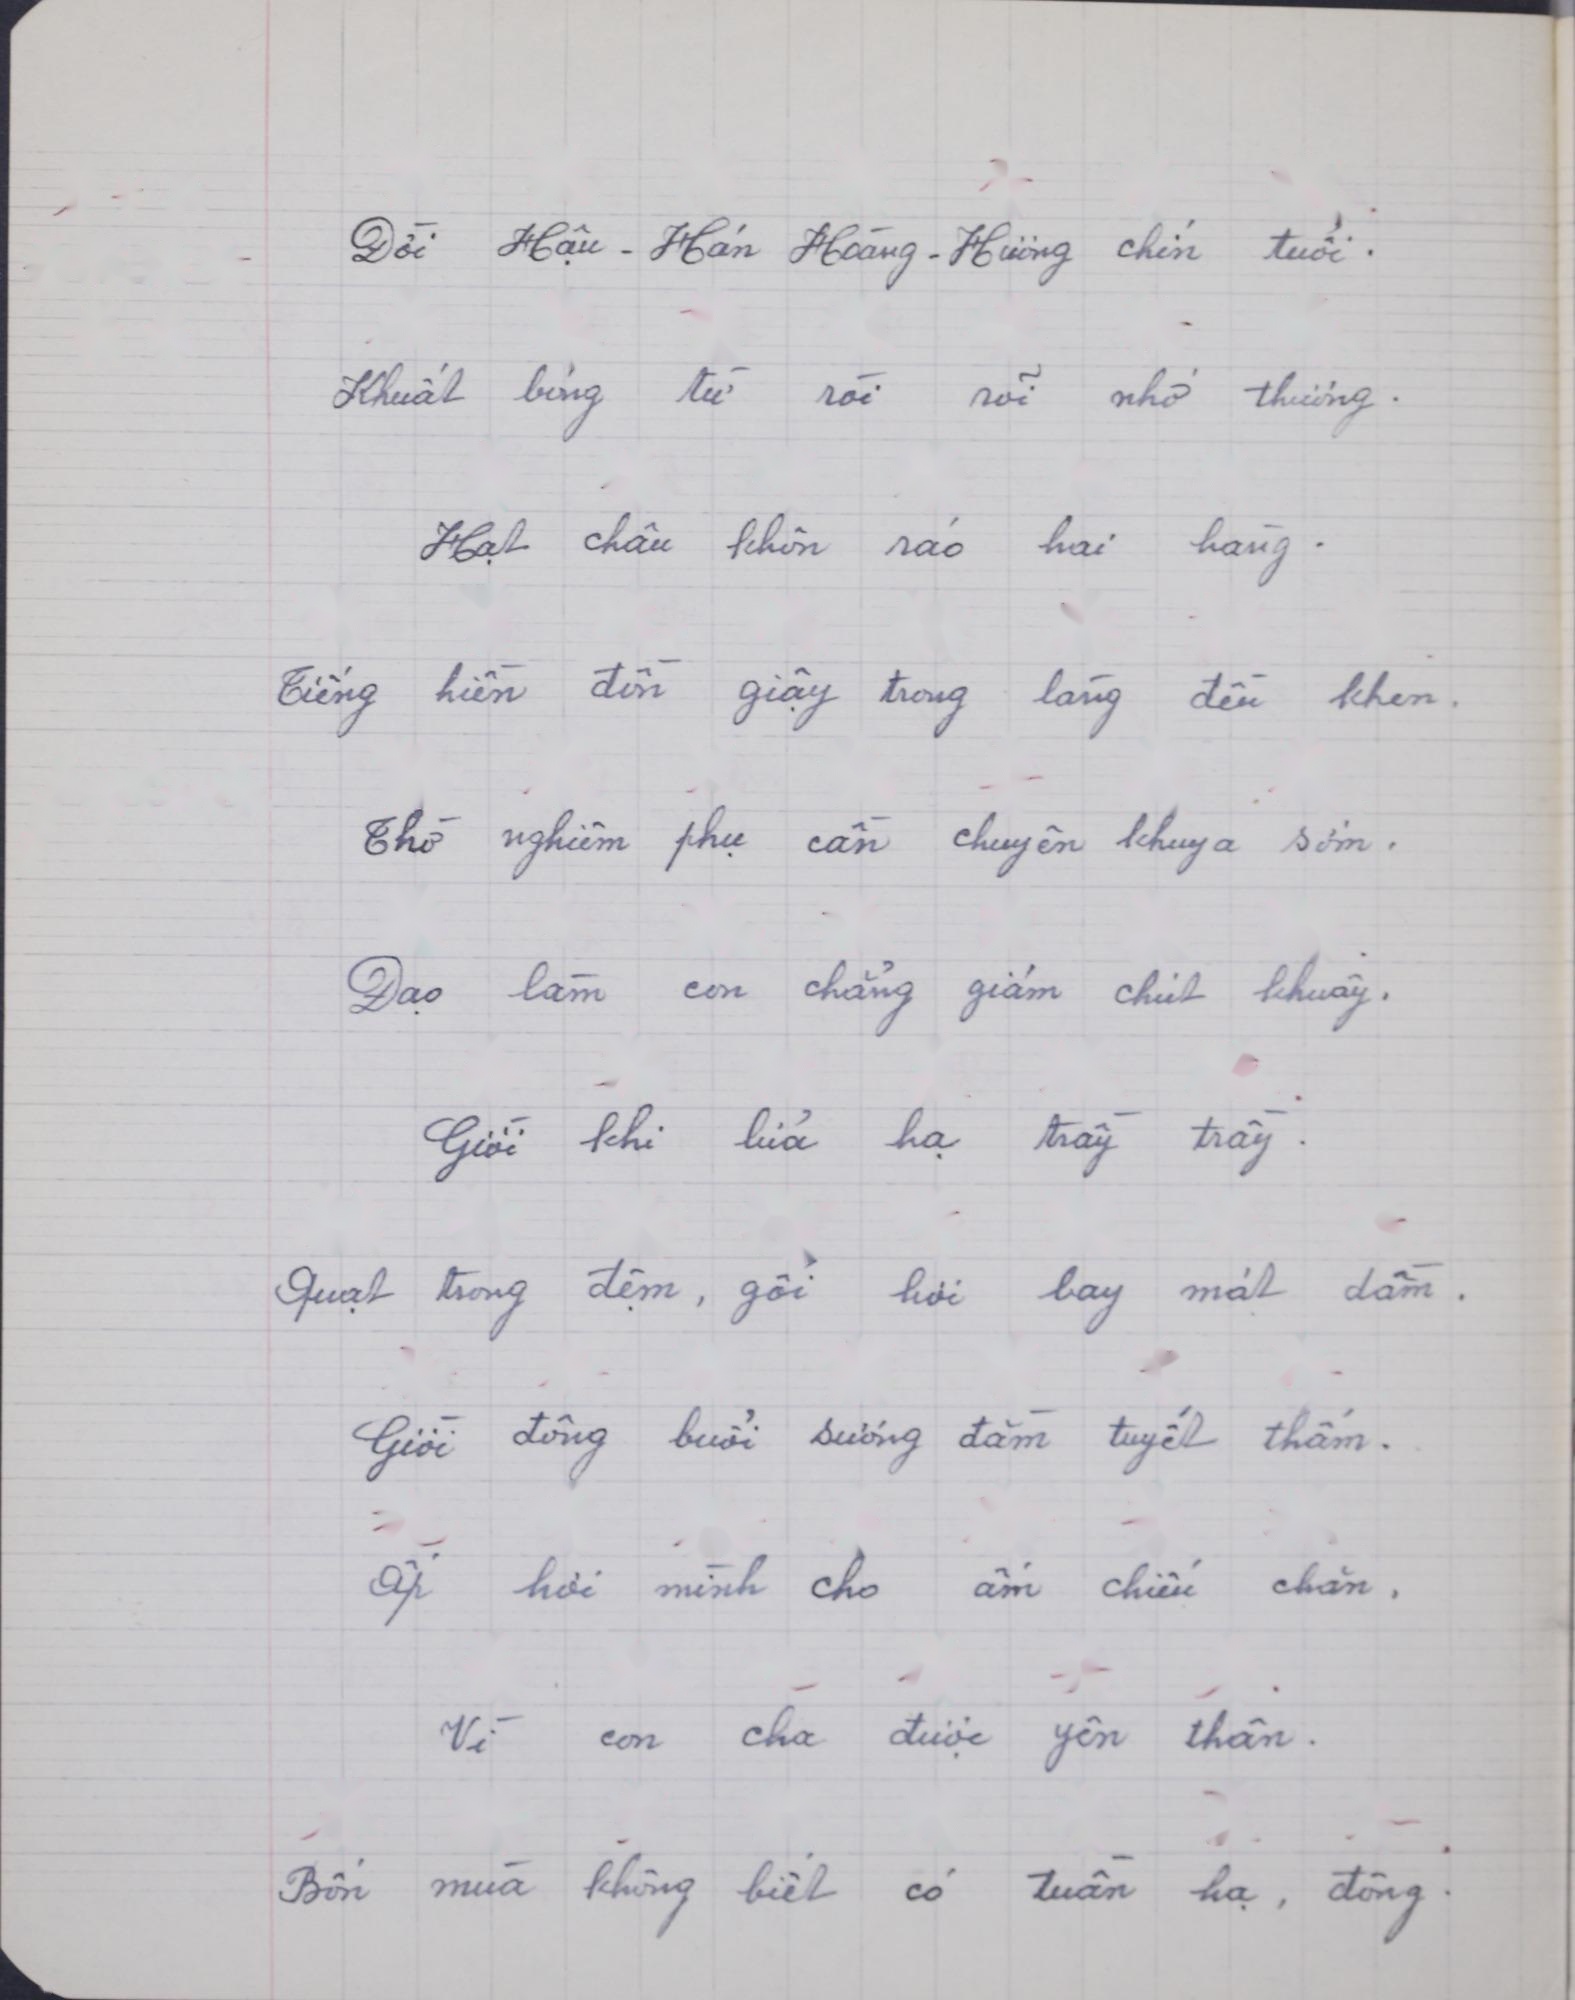 Đời Hậu-Hán Hoàng-Hương chín tuổi.
Khuất bóng từ ròi rõi nhớ thương.
Hạt châu khôn ráo hai hàng.
Tiếng hiền đồn giậy trong làng đều khen.
Thờ nghiêm phụ cần chuyên khuya sớm.
Đạo làm con chẳng giám chút khuây.
Giời khi lửa hạ trầy trầy.
Quạt trong đệm, gối hơi bay mát dầm.
Giời đông buổi sương đầm tuyết thấm.
Ấp hơi mình cho ấm chiếu chăn.
Vì con cha được yên thân.
Bốn mùa không biết có tuần hạ, đông.